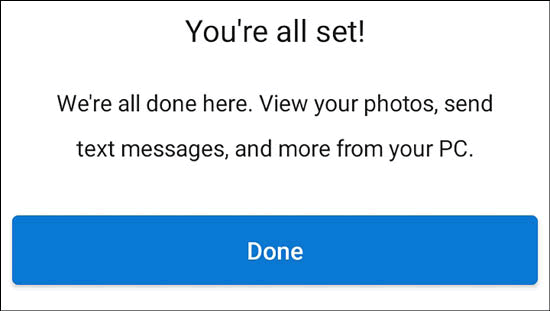 You're all set!
We're all done here. View your photos, send
text messages, and more from your PC.
Done